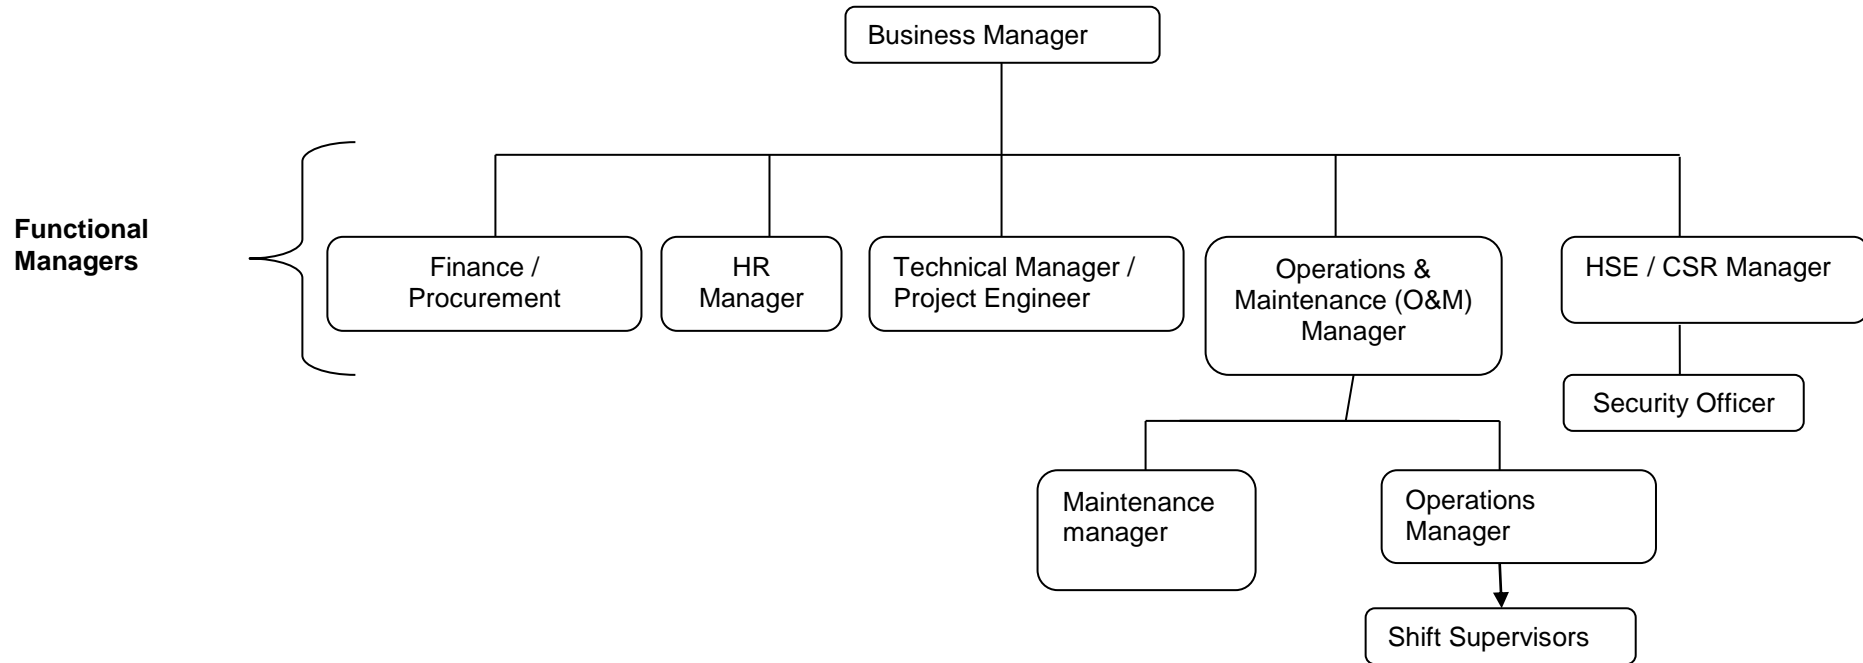 Business Manager
Functional
Managers
Finance /
Procurement
HR
Manager
Technical Manager /
Project Engineer
Operations &
Maintenance (O&M)
Manager
HSE / CSR Manager
Security Officer
Maintenance
manager
Operations
Manager
Shift Supervisors